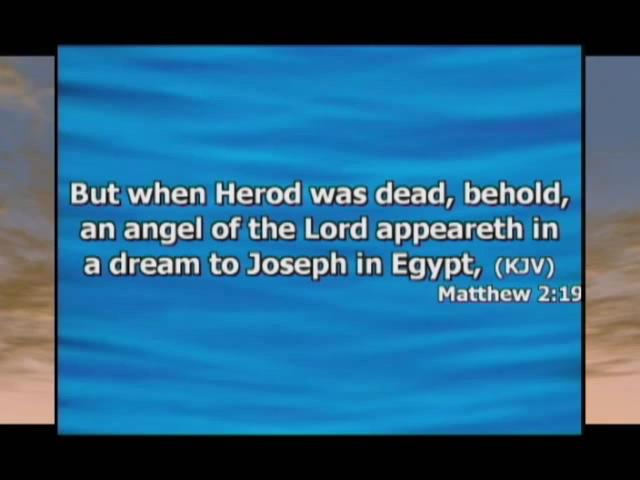 But when Herod was dead, behold,
an angel of the Lord appeareth in
a dream to Joseph in Egypt, (KJV)
Matthew 2:19